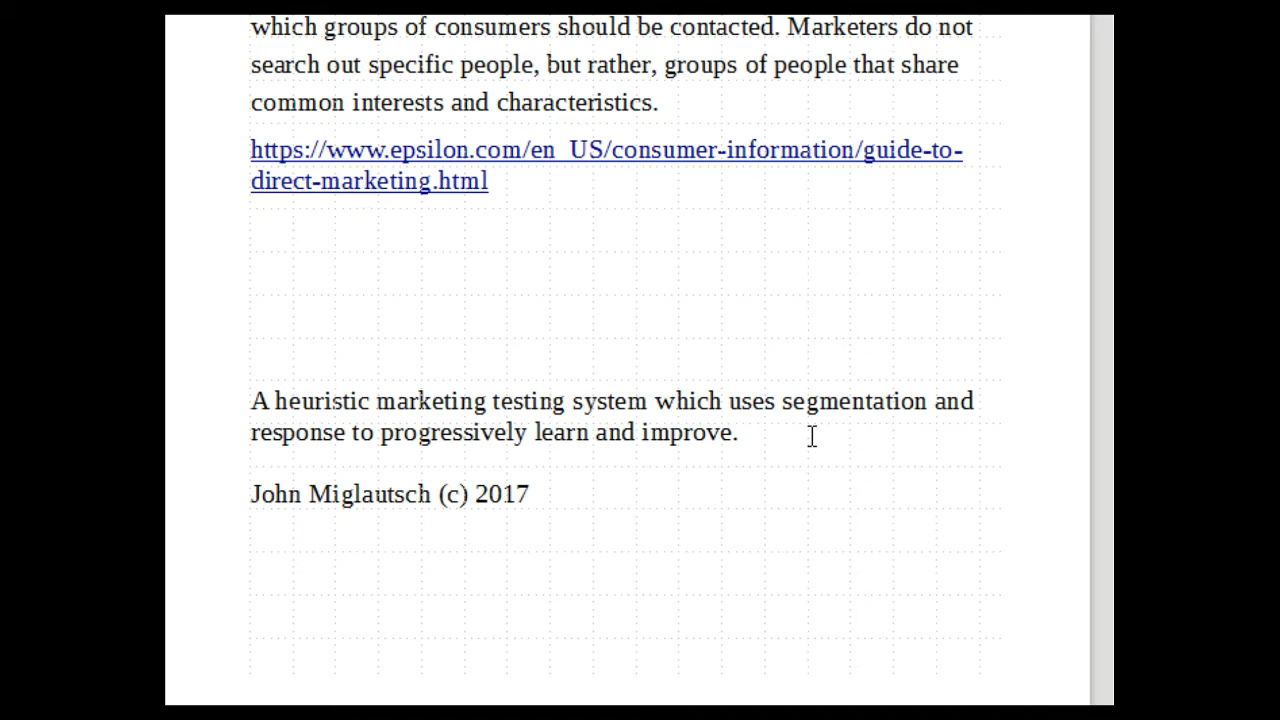 which groups of consumers should be contacted. Marketers do not
search out specific people, but rather, groups of people that share
common interests and characteristics.
https://www.epsilon.com/en_US/consumer-information/guide-to-
direct-marketing.html
A heuristic marketing testing system which uses segmentation and
response to progressively learn and improve.
John Miglautsch (c) 2017